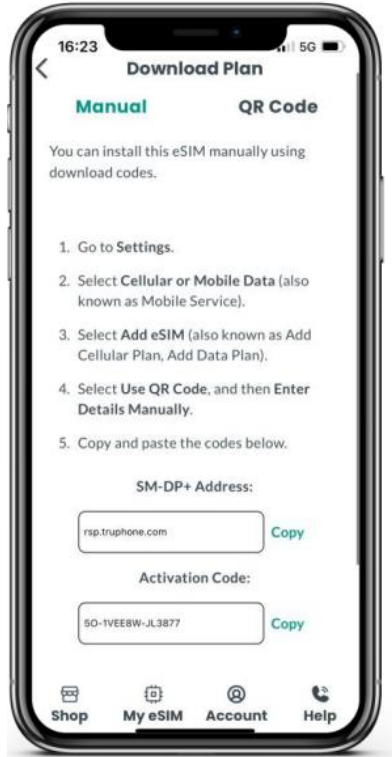 16:23
5G
Download Plan
Manual QR Code
You can install this eSIM manually using
download codes.
1. Go to Settings.
2. Select Cellular or Mobile Data (also
known as Mobile Service).
3. Select Add eSIM (also known as Add
Cellular Plan, Add Data Plan).
4. Select Use QR Code, and then Enter
Details Manually.
5. Copy and paste the codes below.
SM-DP+ Address:
rsp.truphone.com Copy
Activation Code:
5O-1VEE8W-JL3877 Copy
Shop My eSIM Account Help